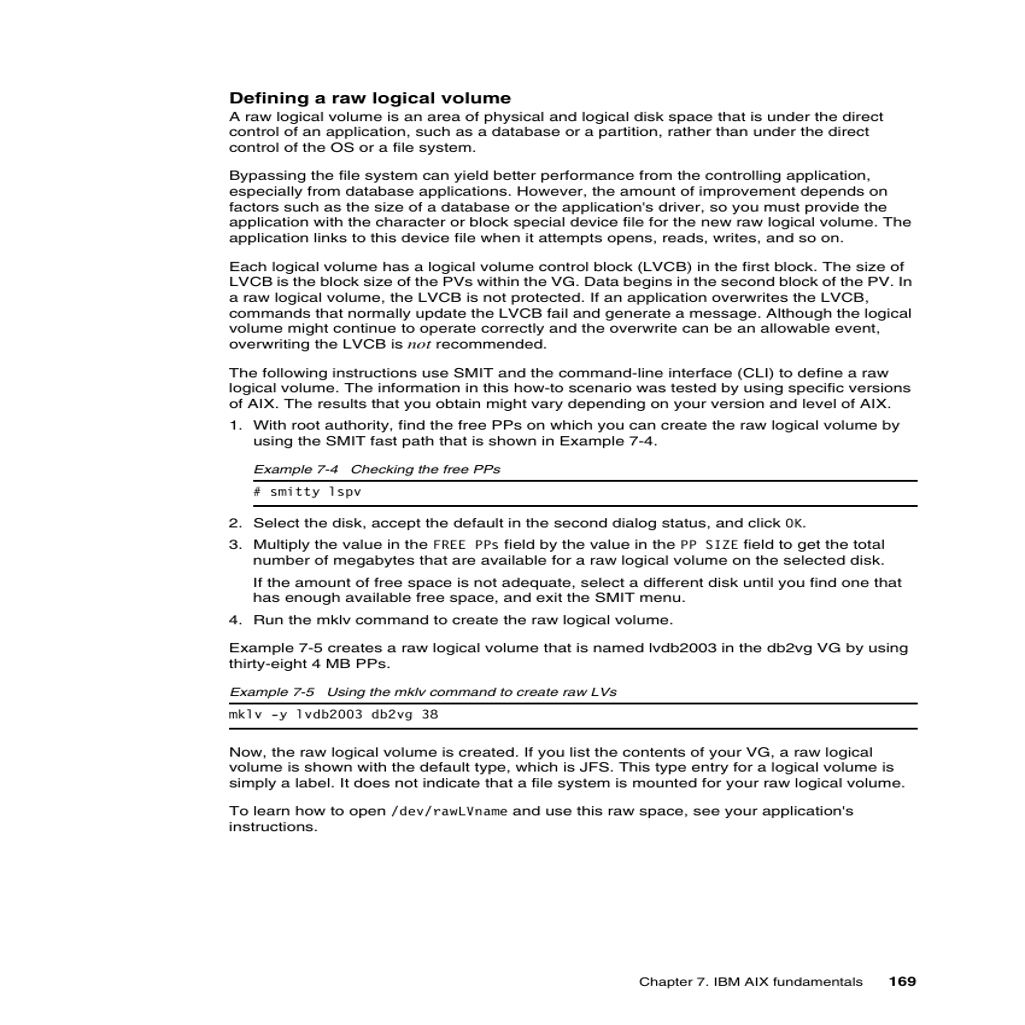 Defining a raw logical volume
A raw logical volume is an area of physical and logical disk space that is under the direct
control of an application, such as a database or a partition, rather than under the direct
control of the OS or a file system.
Bypassing the file system can yield better performance from the controlling application,
especially from database applications. However, the amount of improvement depends on
factors such as the size of a database or the application's driver, so you must provide the
application with the character or block special device file for the new raw logical volume. The
application links to this device file when it attempts opens, reads, writes, and so on.
Each logical volume has a logical volume control block (LVCB) in the first block. The size of
LVCB is the block size of the PVs within the VG. Data begins in the second block of the PV. In
a raw logical volume, the LVCB is not protected. If an application overwrites the LVCB,
commands that normally update the LVCB fail and generate a message. Although the logical
volume might continue to operate correctly and the overwrite can be an allowable event,
overwriting the LVCB is not recommended.
The following instructions use SMIT and the command-line interface (CLI) to define a raw
logical volume. The information in this how-to scenario was tested by using specific versions
of AIX. The results that you obtain might vary depending on your version and level of AIX.
1. With root authority, find the free PPs on which you can create the raw logical volume by
using the SMIT fast path that is shown in Example 7-4.
Example 7-4 Checking the free PPs
# smitty lspv
2. Select the disk, accept the default in the second dialog status, and click OK.
3. Multiply the value in the FREE PPs field by the value in the PP SIZE field to get the total
number of megabytes that are available for a raw logical volume on the selected disk.
If the amount of free space is not adequate, select a different disk until you find one that
has enough available free space, and exit the SMIT menu.
4. Run the mklv command to create the raw logical volume.
Example 7-5 creates a raw logical volume that is named lvdb2003 in the db2vg VG by using
thirty-eight 4 MB PPs.
Example 7-5 Using the mklv command to create raw LVs
mklv -y lvdb2003 db2vg 38
Now, the raw logical volume is created. If you list the contents of your VG, a raw logical
volume is shown with the default type, which is JFS. This type entry for a logical volume is
simply a label. It does not indicate that a file system is mounted for your raw logical volume.
To learn how to open /dev/rawLVname and use this raw space, see your application's
instructions.
Chapter 7. IBM AIX fundamentals 169